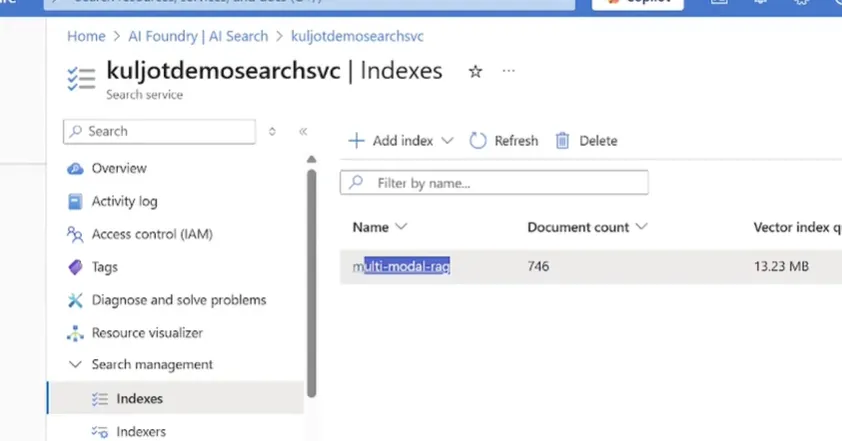 Copilot
Home > AI Foundry | AI Search > kuljotdemosearchsvc
kuljotdemosearchsvc | Indexes
Search service
Search
Add index
Refresh
Delete
Overview
Activity log
Access control (IAM)
Tags
Diagnose and solve problems
Resource visualizer
Search management
Indexes
Indexers
Filter by name...
Name Document count Vector index
multi-modal-rag 746 13.23 MB